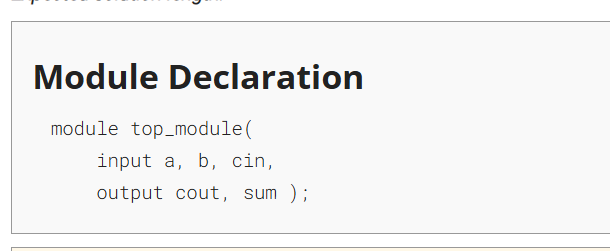 Module Declaration
module top_module(
input a, b, cin,
output cout, sum );